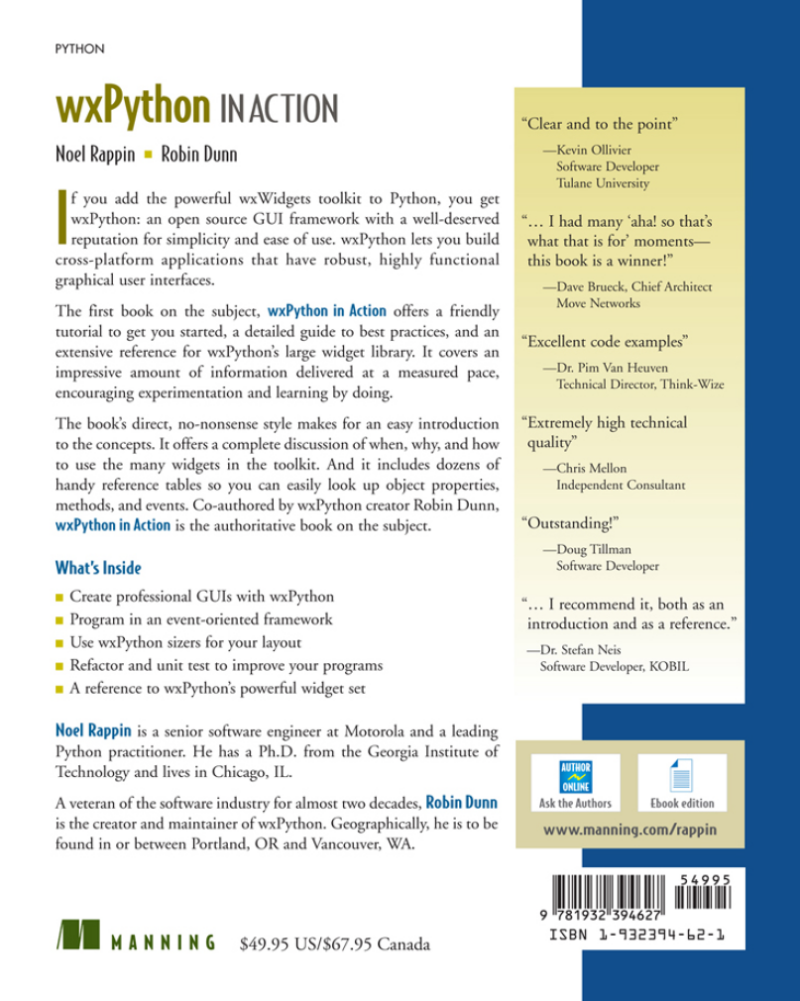 PYTHON
wxPython IN ACTION
Noel Rappin ■ Robin Dunn
If you add the powerful wxWidgets toolkit to Python, you get
wxPython: an open source GUI framework with a well-deserved
reputation for simplicity and ease of use. wxPython lets you build
cross-platform applications that have robust, highly functional
graphical user interfaces.
The first book on the subject, wxPython in Action offers a friendly
tutorial to get you started, a detailed guide to best practices, and an
extensive reference for wxPython's large widget library. It covers an
impressive amount of information delivered at a measured pace,
encouraging experimentation and learning by doing.
The book's direct, no-nonsense style makes for an easy introduction
to the concepts. It offers a complete discussion of when, why, and how
to use the many widgets in the toolkit. And it includes dozens of
handy reference tables so you can easily look up object properties,
methods, and events. Co-authored by wxPython creator Robin Dunn,
wxPython in Action is the authoritative book on the subject.
What's Inside
■ Create professional GUIs with wxPython
■ Program in an event-oriented framework
■ Use wxPython sizers for your layout
■ Refactor and unit test to improve your programs
■ A reference to wxPython's powerful widget set
Noel Rappin is a senior software engineer at Motorola and a leading
Python practitioner. He has a Ph.D. from the Georgia Institute of
Technology and lives in Chicago, IL.
A veteran of the software industry for almost two decades, Robin Dunn
is the creator and maintainer of wxPython. Geographically, he is to be
found in or between Portland, OR and Vancouver, WA.
MANNING $49.95 US/$67.95 Canada
“Clear and to the point”
—Kevin Ollivier
Software Developer
Tulane University
“… I had many ‘aha! so that's
what that is for’ moments—
this book is a winner!”
—Dave Brueck, Chief Architect
Move Networks
“Excellent code examples”
—Dr. Pim Van Heuven
Technical Director, Think-Wize
“Extremely high technical
quality”
—Chris Mellon
Independent Consultant
“Outstanding!”
—Doug Tillman
Software Developer
“… I recommend it, both as an
introduction and as a reference.”
—Dr. Stefan Neis
Software Developer, KOBIL
AUTHOR
ONLINE
Ask the Authors
Ebook edition
www.manning.com/rappin
54995
9 781932 394627
ISBN 1-932394-62-1